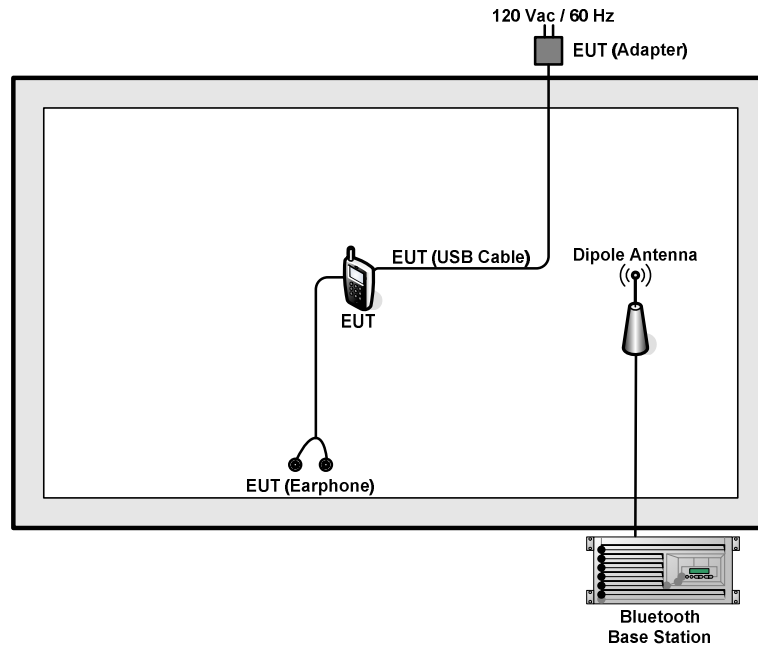 120 Vac / 60 Hz
EUT (Adapter)
EUT (USB Cable)
Dipole Antenna
EUT
EUT (Earphone)
Bluetooth
Base Station